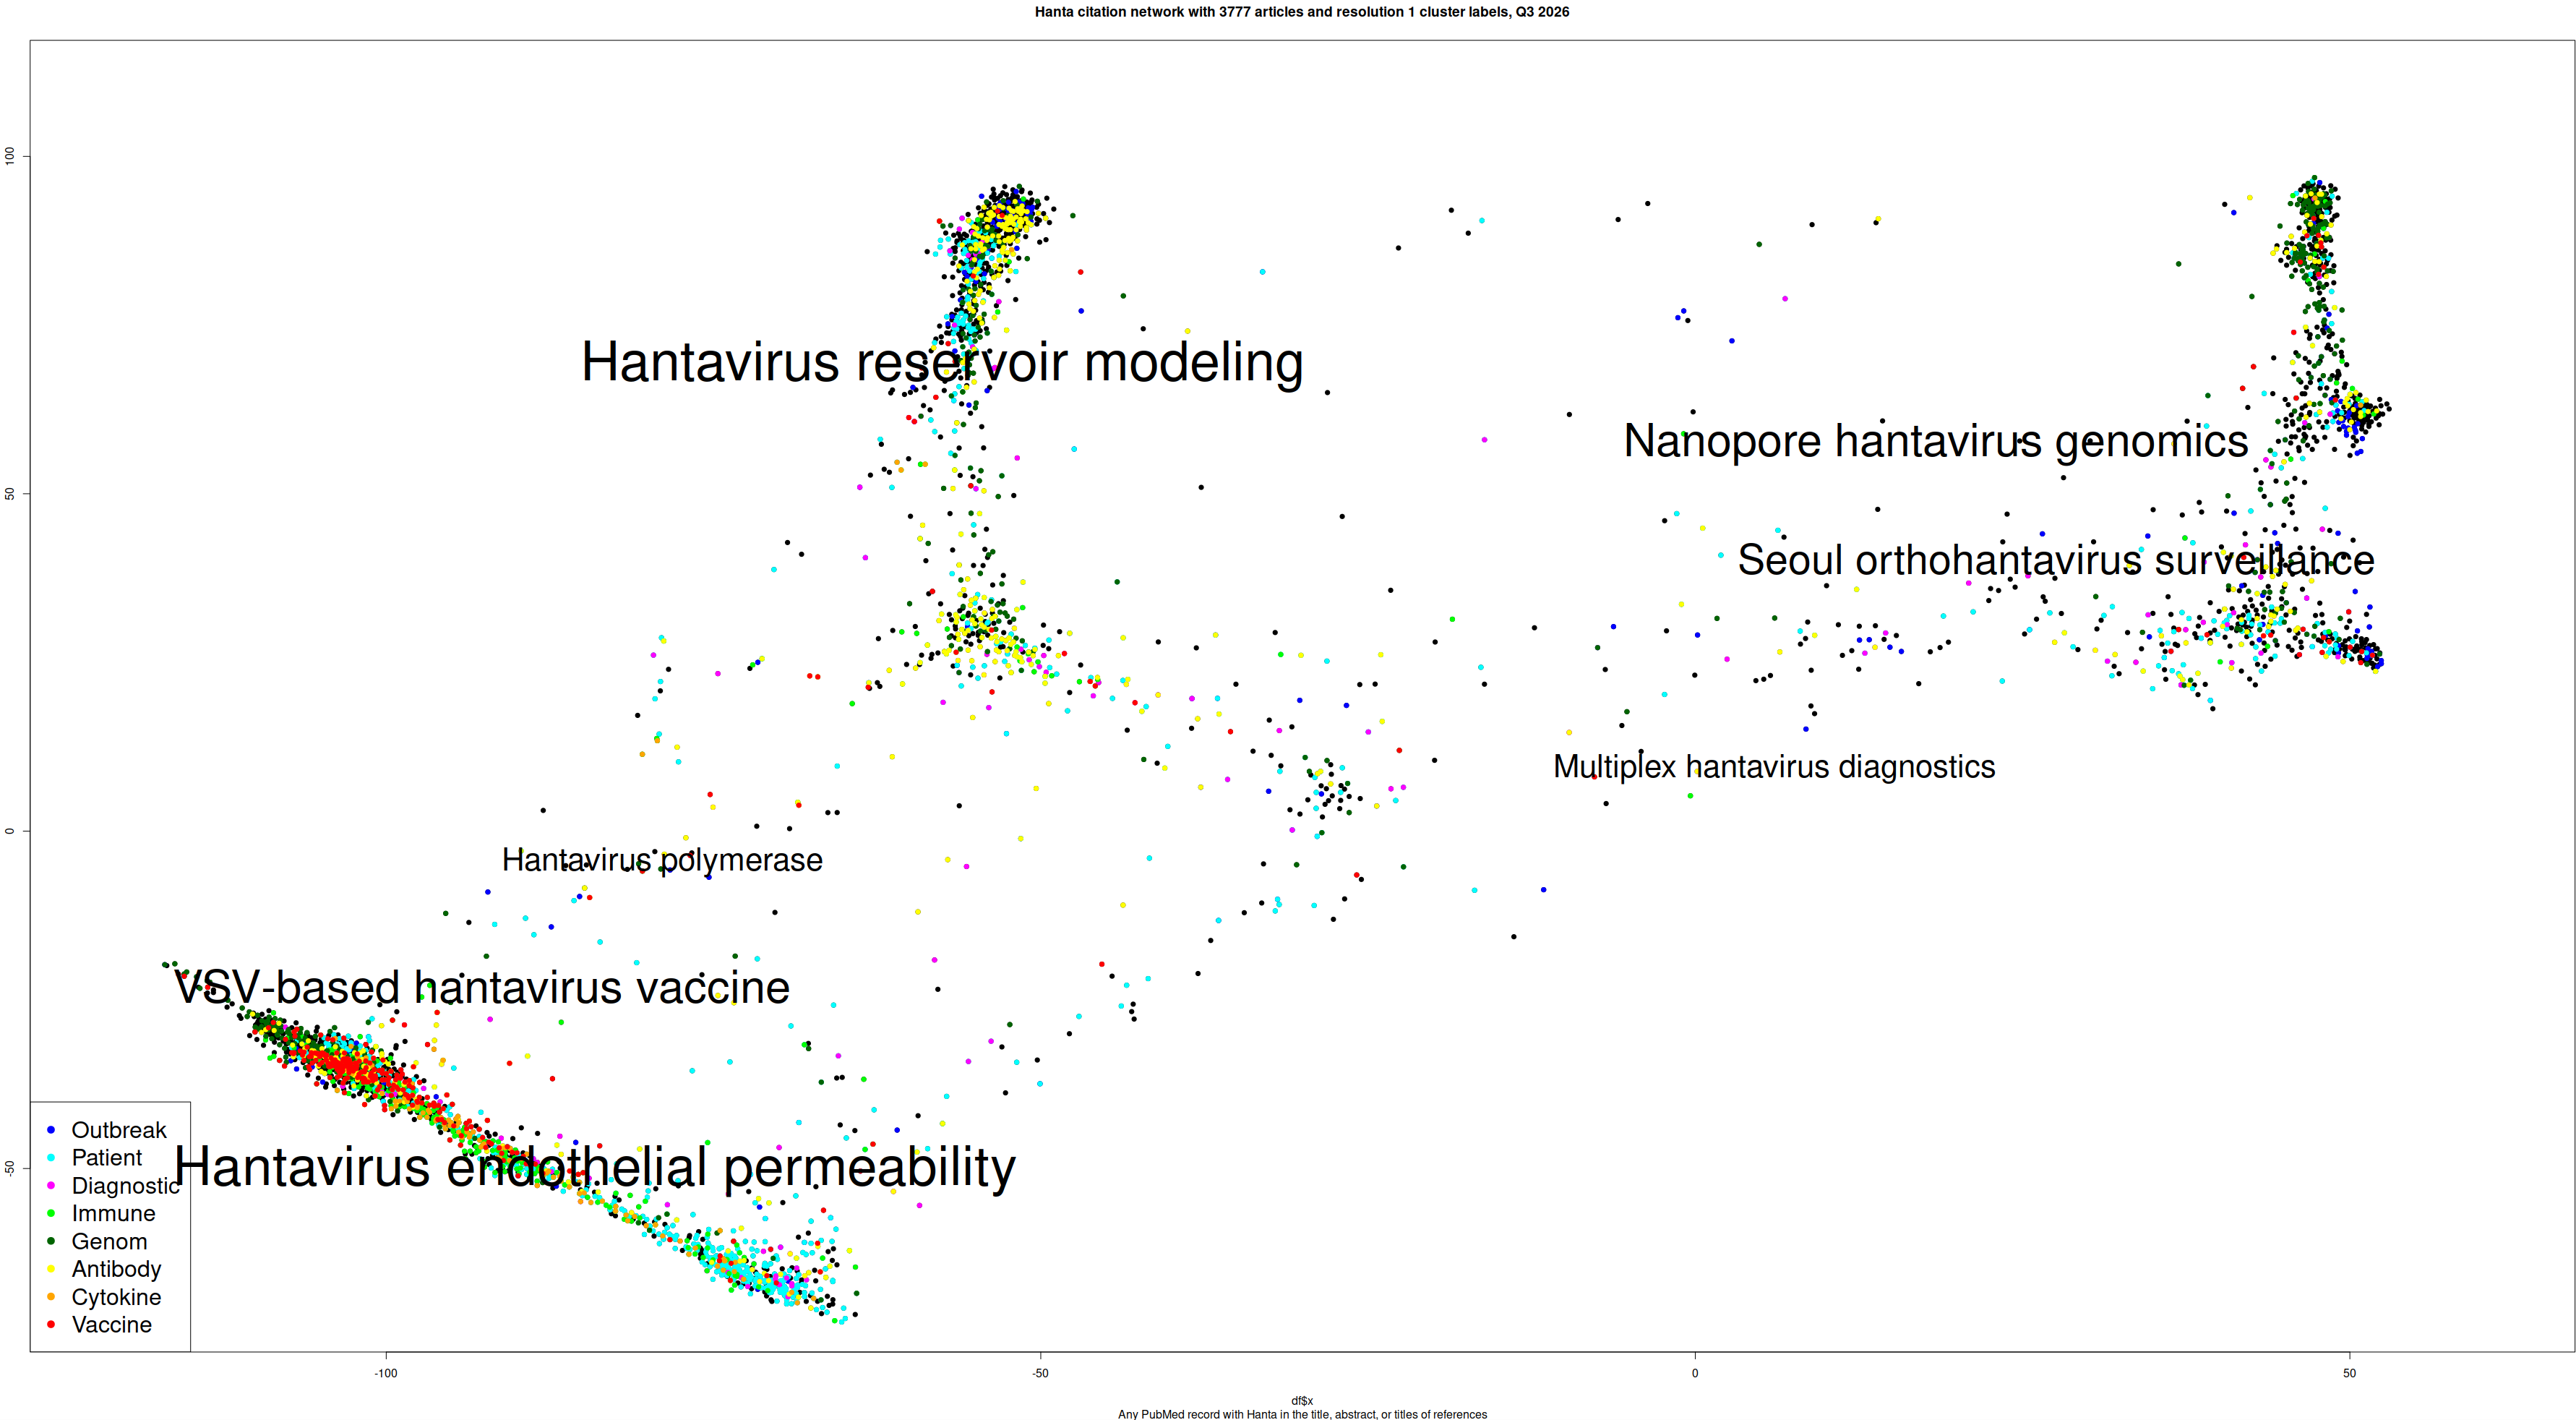 Hanta citation network with 3777 articles and resolution 1 cluster labels, Q3 2026
100
50
0
-50
Hantavirus reservoir modeling
Nanopore hantavirus genomics
Seoul orthohantavirus surveillance
Multiplex hantavirus diagnostics
Hantavirus polymerase
VSV-based hantavirus vaccine
Hantavirus endothelial permeability
Outbreak
Patient
Diagnostic
Immune
Genom
Antibody
Cytokine
Vaccine
-100
-50
0
50
df$x
Any PubMed record with Hanta in the title, abstract, or titles of references